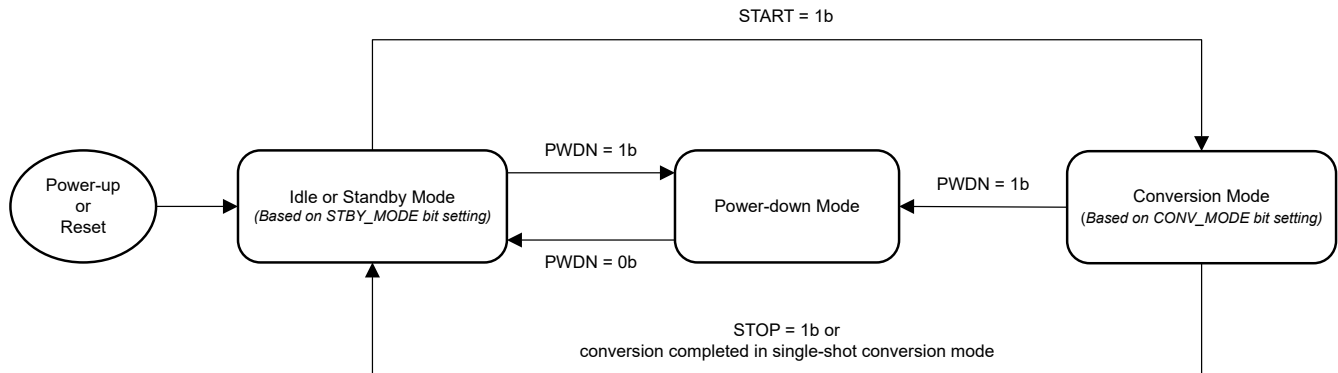 START = 1b
Power-up
or
Reset
Idle or Standby Mode
(Based on STBY_MODE bit setting)
PWDN = 1b
PWDN = 0b
Power-down Mode
PWDN = 1b
Conversion Mode
(Based on CONV_MODE bit setting)
STOP = 1b or
conversion completed in single-shot conversion mode